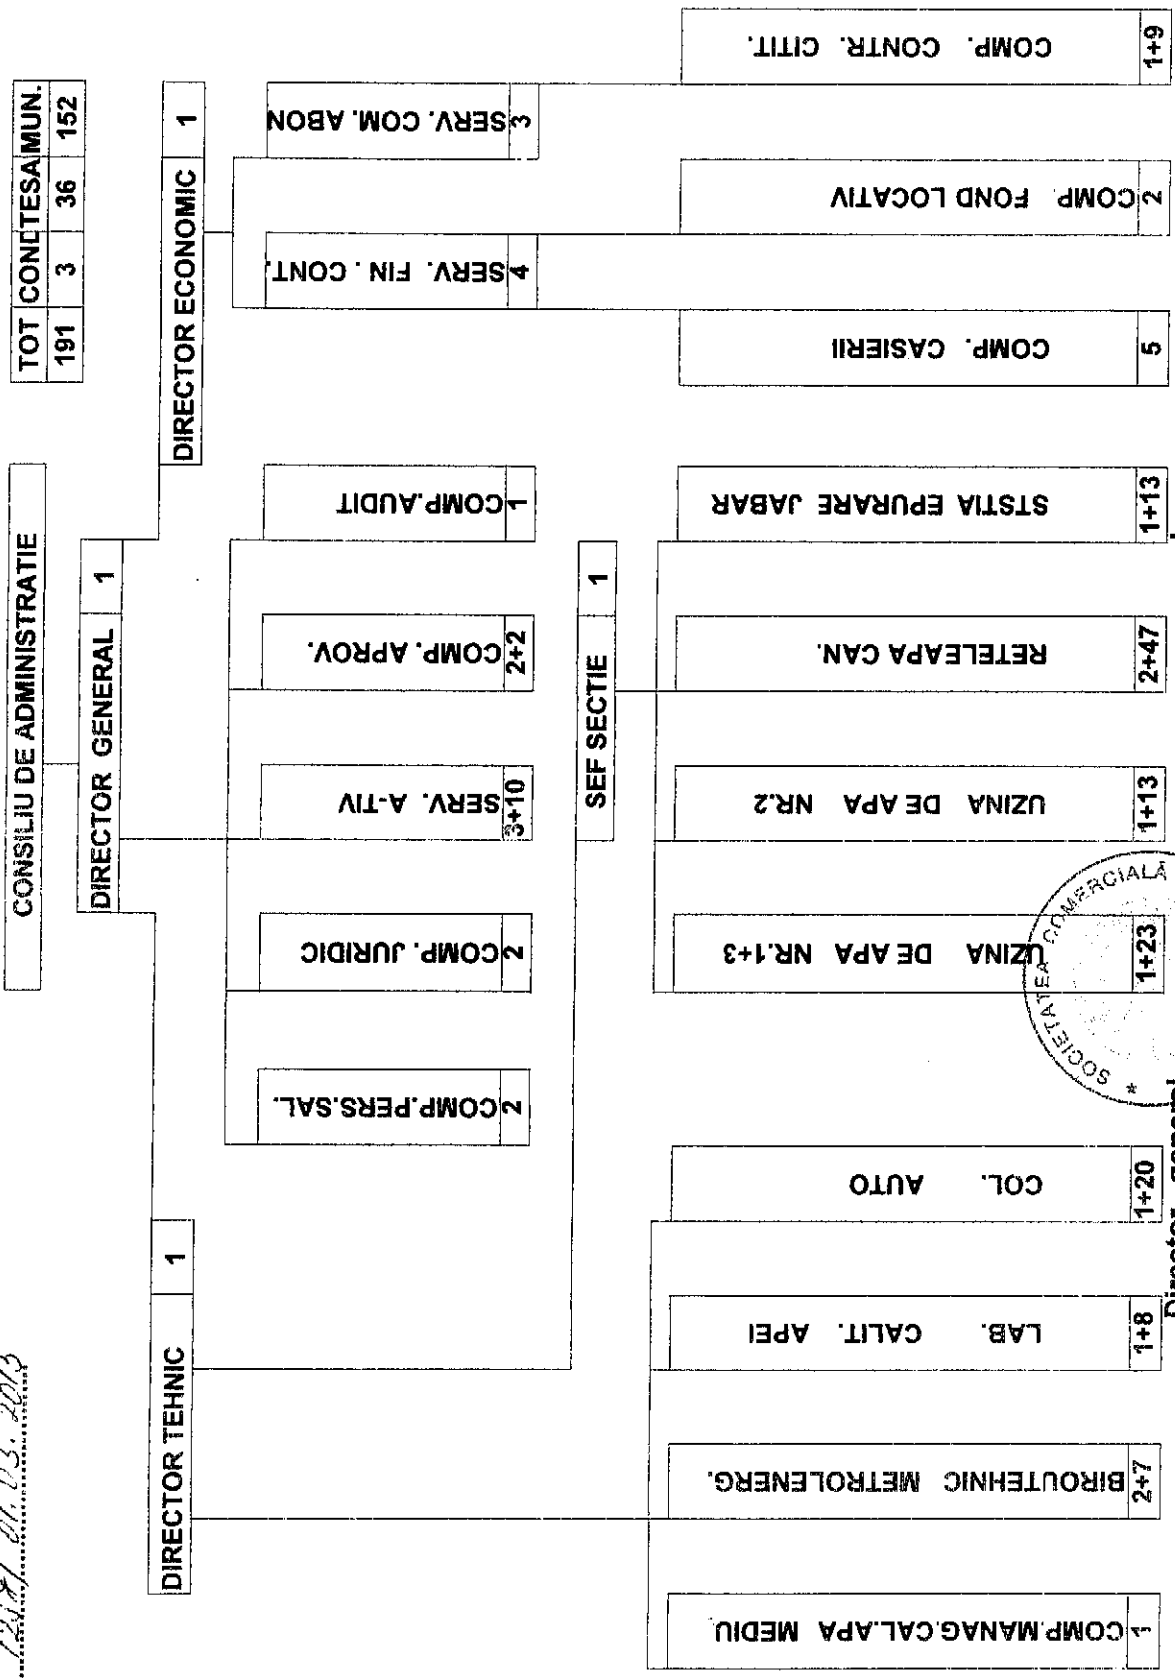 CONSILIU DE ADMINISTRATIE
TOT CONDTESAMUN.
191 3 36 152
DIRECTOR GENERAL 1
DIRECTOR TEHNIC 1
DIRECTOR ECONOMIC 1
COMP.PERS.SAL. 2
COMP. JURIDIC 2
SERV. A-TIV 3+10
COMP. APROV. 2+2
COMP.AUDIT 1
SERV. FIN. CONT. 4
SERV. COM. ABON 3
SEF SECTIE 1
COMP.MANAG.CAL.APA MEDIU 1
BIROUTEHNIC METROLENERG. 2+7
LAB. CALIT. APEI 1+8
COL. AUTO 1+20
UZINA DE APA NR.1+3 1+23
UZINA DE APA NR.2 1+13
RETELEAPA CAN. 2+47
STSTIA EPURARE JABAR 1+13
COMP. CASIERII 5
COMP. FOND LOCATIV 2
COMP. CONTR. CITIT. 1+9
* SOCIETATEA COMERCIALĂ
Director general